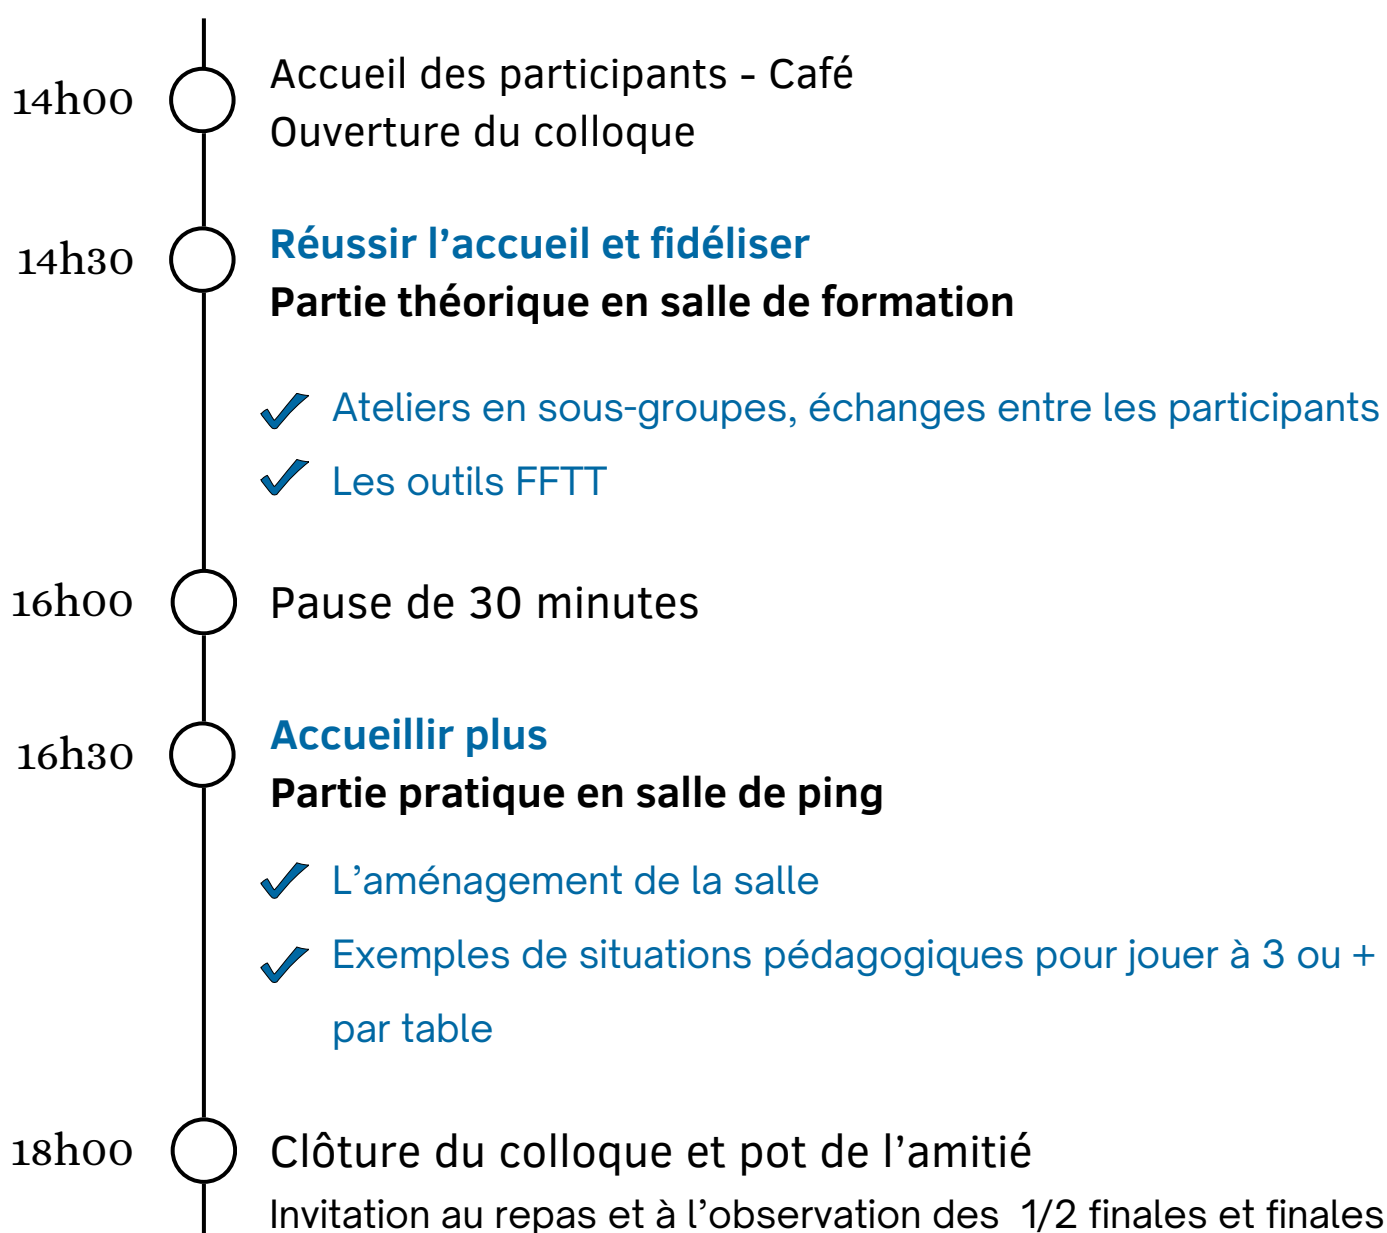 14h00
Accueil des participants - Café
Ouverture du colloque
14h30
Réussir l’accueil et fidéliser
Partie théorique en salle de formation
Ateliers en sous-groupes, échanges entre les participants
Les outils FFTT
16h00
Pause de 30 minutes
16h30
Accueillir plus
Partie pratique en salle de ping
L’aménagement de la salle
Exemples de situations pédagogiques pour jouer à 3 ou +
par table
18h00
Clôture du colloque et pot de l’amitié
Invitation au repas et à l’observation des 1/2 finales et finales